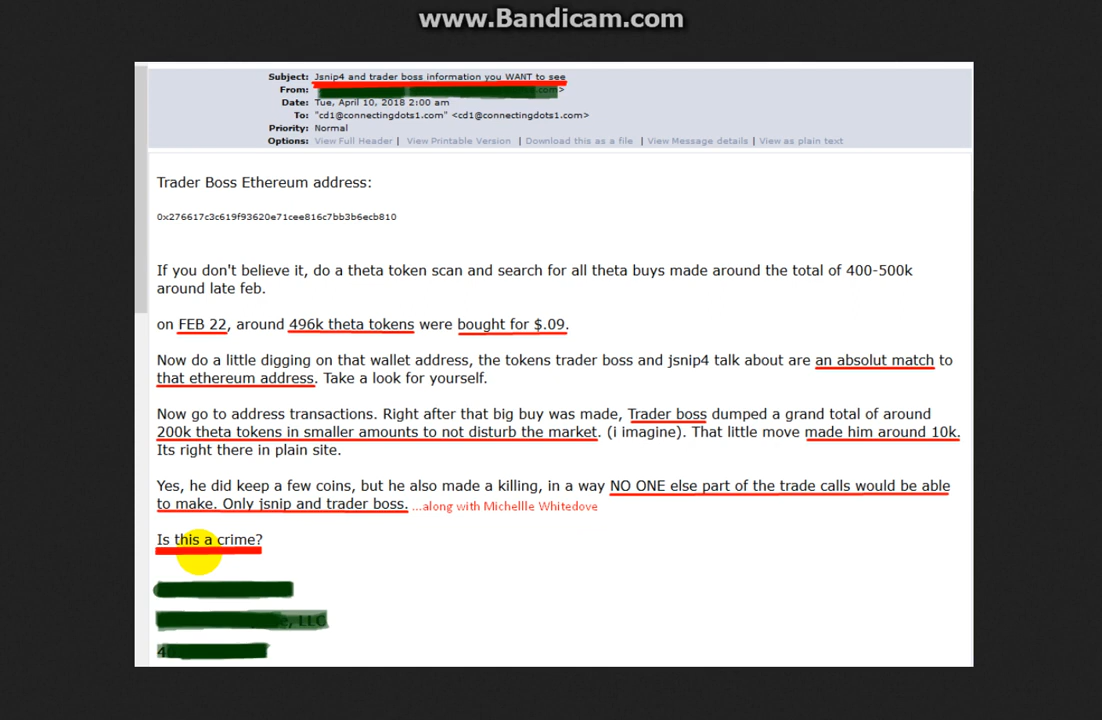 www.Bandicam.com
Subject: Jsnip4 and trader boss information you WANT to see
From: .com>
Date: Tue, April 10, 2018 2:00 am
To: "cd1@connectingdots1.com" <cd1@connectingdots1.com>
Priority: Normal
Options: View Full Header | View Printable Version | Download this as a file | View Message details | View as plain text
Trader Boss Ethereum address:
0x276617c3c619f93620e71cee816c7bb3b6ecb810
If you don't believe it, do a theta token scan and search for all theta buys made around the total of 400-500k
around late feb.
on FEB 22, around 496k theta tokens were bought for $.09.
Now do a little digging on that wallet address, the tokens trader boss and jsnip4 talk about are an absolut match to
that ethereum address. Take a look for yourself.
Now go to address transactions. Right after that big buy was made, Trader boss dumped a grand total of around
200k theta tokens in smaller amounts to not disturb the market. (i imagine). That little move made him around 10k.
Its right there in plain site.
Yes, he did keep a few coins, but he also made a killing, in a way NO ONE else part of the trade calls would be able
to make. Only jsnip and trader boss. ...along with Michellle Whitedove
Is this a crime?
, LLC
4